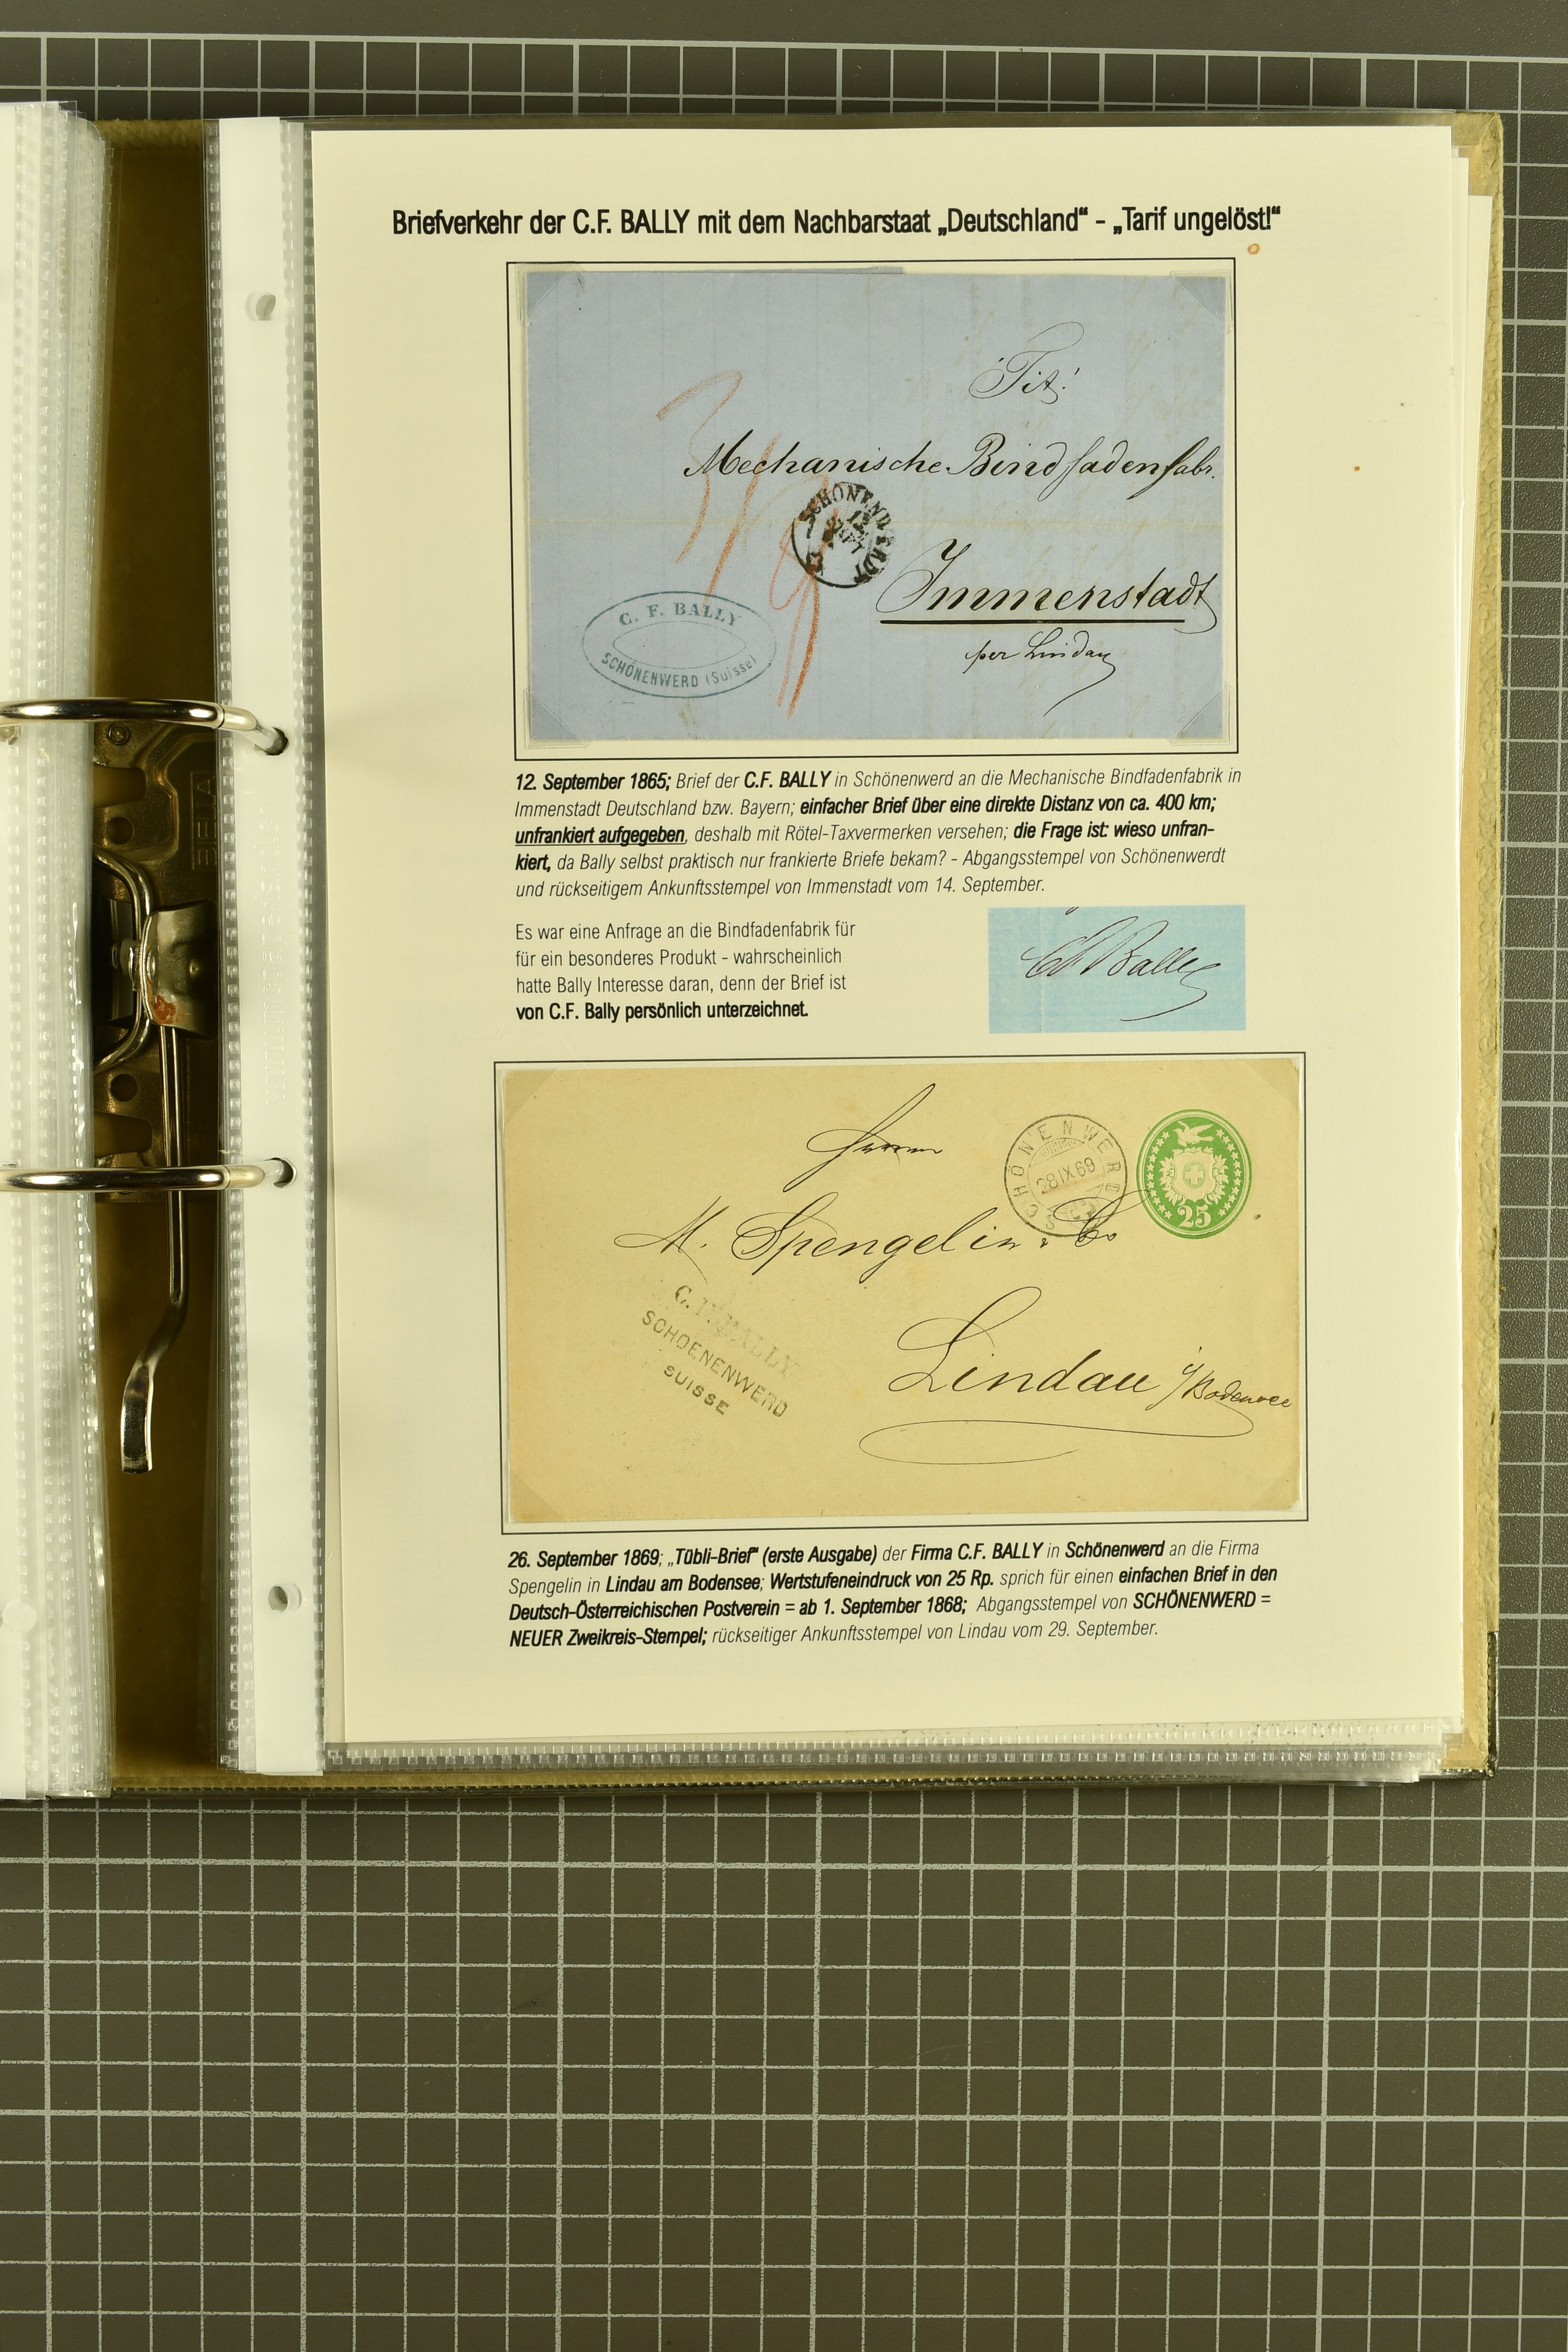 Briefverkehr der C.F. BALLY mit dem Nachbarstaat „Deutschland“ - „Tarif ungelöst!“
Tit!
Mechanische Bindfadenfabr.
SCHÖNENWERDT
Immenstadt
per Lindau
C. F. BALLY
SCHÖNENWERD (Suisse)
12. September 1865; Brief der C.F. BALLY in Schönenwerd an die Mechanische Bindfadenfabrik in
Immenstadt Deutschland bzw. Bayern; einfacher Brief über eine direkte Distanz von ca. 400 km;
unfrankiert aufgegeben, deshalb mit Rötel-Taxvermerken versehen; die Frage ist: wieso unfran-
kiert, da Bally selbst praktisch nur frankierte Briefe bekam? - Abgangsstempel von Schönenwerdt
und rückseitigem Ankunftsstempel von Immenstadt vom 14. September.
Es war eine Anfrage an die Bindfadenfabrik für
für ein besonderes Produkt - wahrscheinlich
hatte Bally Interesse daran, denn der Brief ist
von C.F. Bally persönlich unterzeichnet.
CF Bally
Herren
SCHÖNENWERD
28 IX 69
25
M. Spengelin & Co
C. F. BALLY
SCHOENENWERD
SUISSE
Lindau i/Bodensee
26. September 1869; „Tübli-Brief“ (erste Ausgabe) der Firma C.F. BALLY in Schönenwerd an die Firma
Spengelin in Lindau am Bodensee; Wertstufeneindruck von 25 Rp. sprich für einen einfachen Brief in den
Deutsch-Österreichischen Postverein = ab 1. September 1868; Abgangsstempel von SCHÖNENWERD =
NEUER Zweikreis-Stempel; rückseitiger Ankunftsstempel von Lindau vom 29. September.